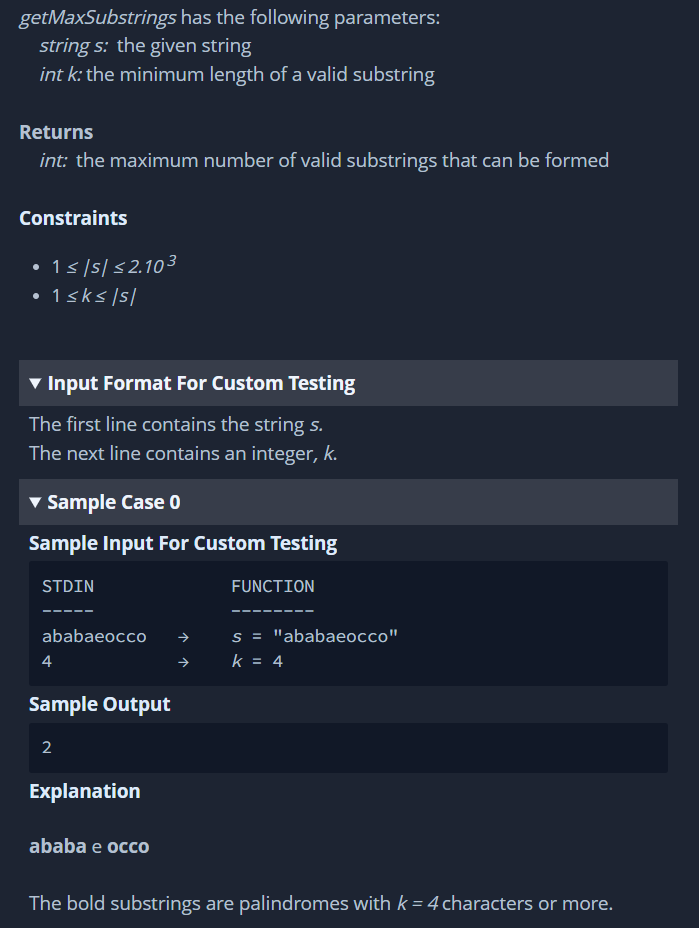 getMaxSubstrings has the following parameters:
string s: the given string
int k: the minimum length of a valid substring
Returns
int: the maximum number of valid substrings that can be formed
Constraints
• 1 ≤ |s| ≤ 2.10 3
• 1 ≤ k ≤ |s|
▼ Input Format For Custom Testing
The first line contains the string s.
The next line contains an integer, k.
▼ Sample Case 0
Sample Input For Custom Testing
STDIN FUNCTION
----- --------
ababaeocco → s = "ababaeocco"
4 → k = 4
Sample Output
2
Explanation
ababa e occo
The bold substrings are palindromes with k = 4 characters or more.